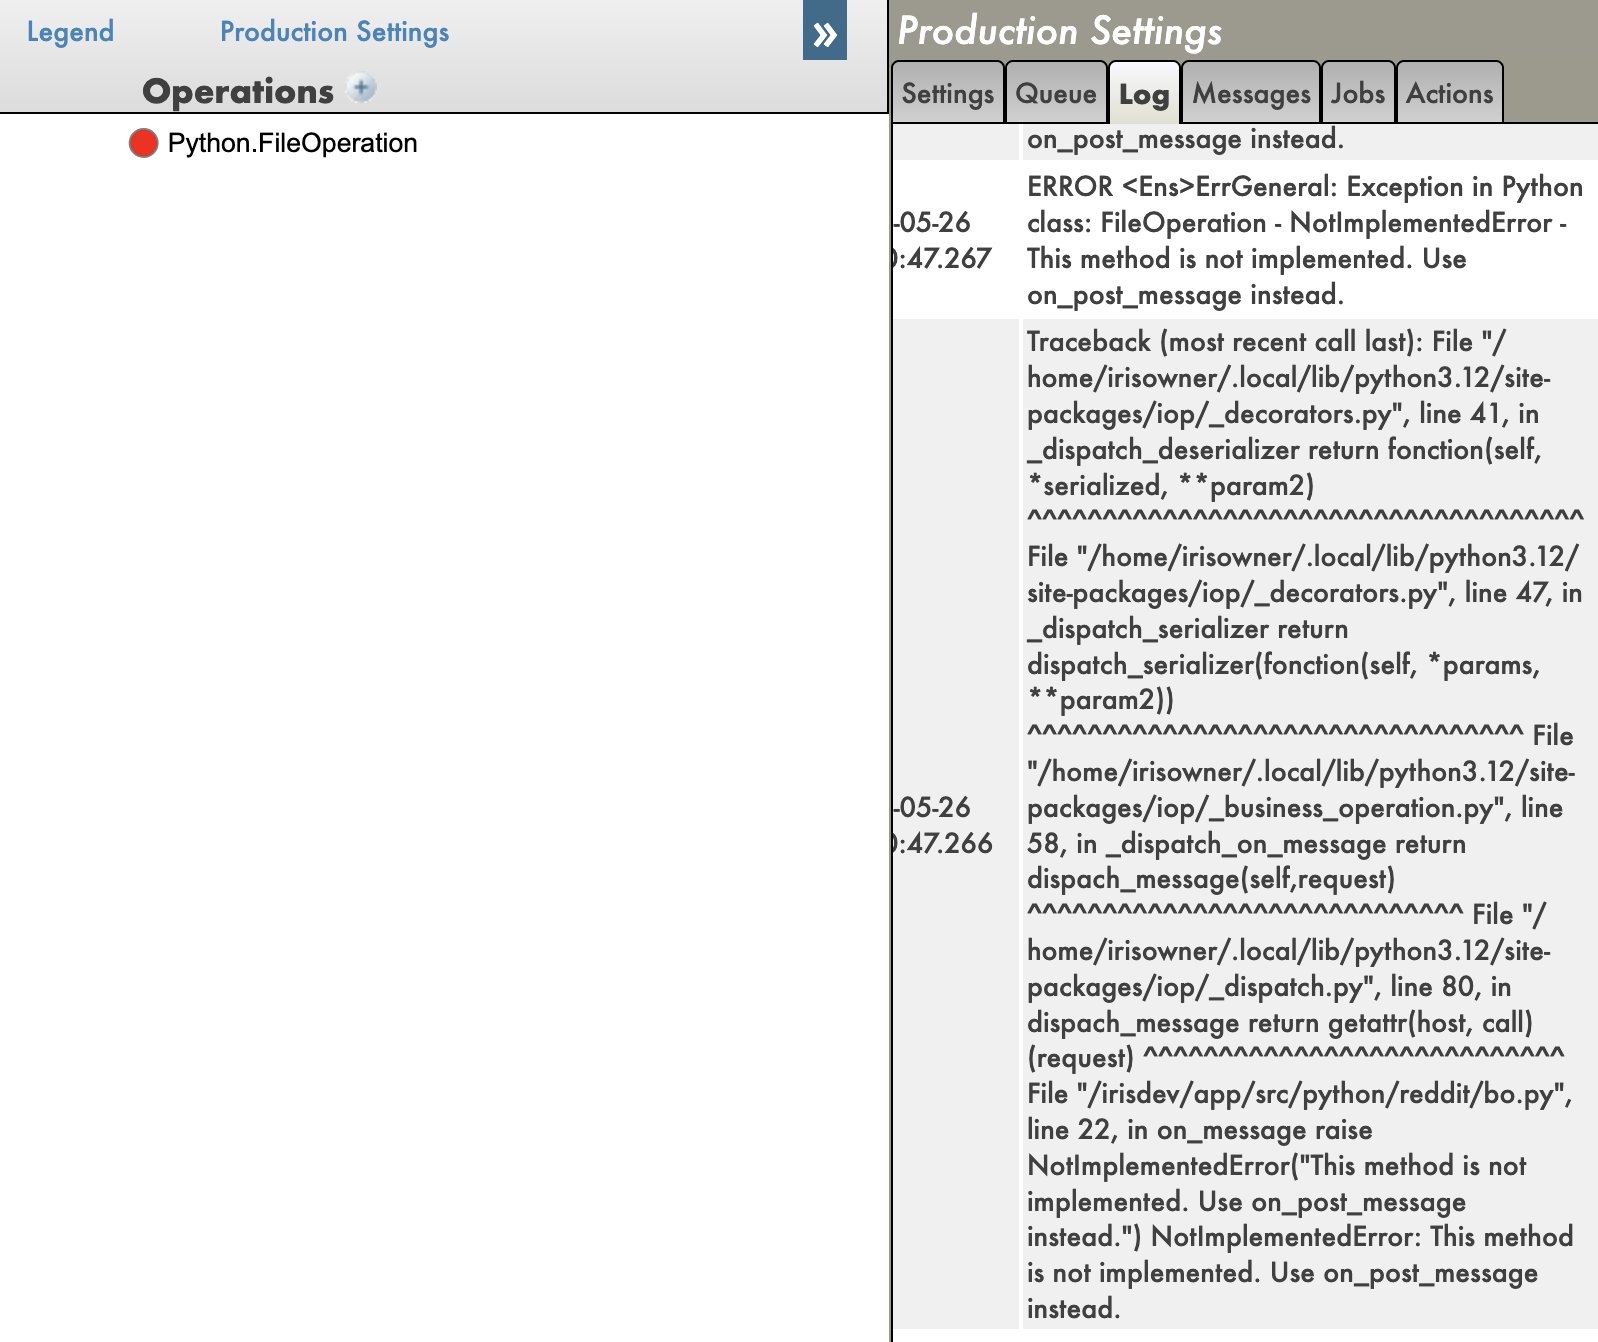 Legend
Production Settings
»
Operations
Python.FileOperation
Production Settings
Settings
Queue
Log
Messages
Jobs
Actions
on_post_message instead.
-05-26
:47.267
ERROR <Ens>ErrGeneral: Exception in Python
class: FileOperation - NotImplementedError -
This method is not implemented. Use
on_post_message instead.
-05-26
:47.266
Traceback (most recent call last): File "/
home/irisowner/.local/lib/python3.12/site-
packages/iop/_decorators.py", line 41, in
_dispatch_deserializer return fonction(self,
*serialized, **param2)
^^^^^^^^^^^^^^^^^^^^^^^^^^^^^^^^^^^^^
File "/home/irisowner/.local/lib/python3.12/
site-packages/iop/_decorators.py", line 47, in
_dispatch_serializer return
dispatch_serializer(fonction(self, *params,
**param2))
^^^^^^^^^^^^^^^^^^^^^^^^^^^^^^^^^ File
"/home/irisowner/.local/lib/python3.12/site-
packages/iop/_business_operation.py", line
58, in _dispatch_on_message return
dispach_message(self,request)
^^^^^^^^^^^^^^^^^^^^^^^^^^^^^ File "/
home/irisowner/.local/lib/python3.12/site-
packages/iop/_dispatch.py", line 80, in
dispach_message return getattr(host, call)
(request) ^^^^^^^^^^^^^^^^^^^^^^^^^^^^
File "/irisdev/app/src/python/reddit/bo.py",
line 22, in on_message raise
NotImplementedError("This method is not
implemented. Use on_post_message
instead.") NotImplementedError: This method
is not implemented. Use on_post_message
instead.